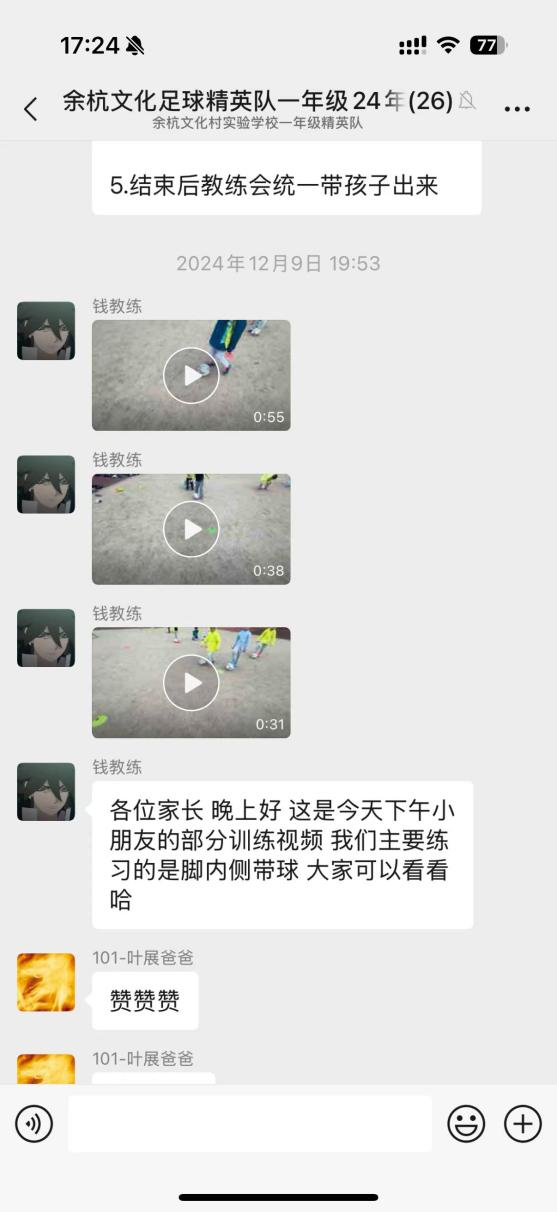 17:24
77
余杭文化足球精英队一年级24年(26)
余杭文化村实验学校一年级精英队
5.结束后教练会统一带孩子出来
2024年12月9日 19:53
钱教练
0:55
钱教练
0:38
钱教练
0:31
钱教练
各位家长 晚上好 这是今天下午小
朋友的部分训练视频 我们主要练
习的是脚内侧带球 大家可以看看
哈
101-叶展爸爸
赞赞赞
101-叶展爸爸